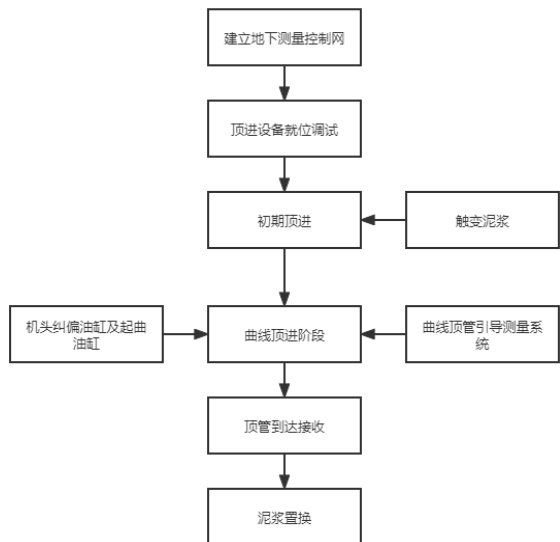 建立地下测量控制网
顶进设备就位调试
初期顶进
触变泥浆
机头纠偏油缸及起曲
油缸
曲线顶进阶段
曲线顶管引导测量系
统
顶管到达接收
泥浆置换